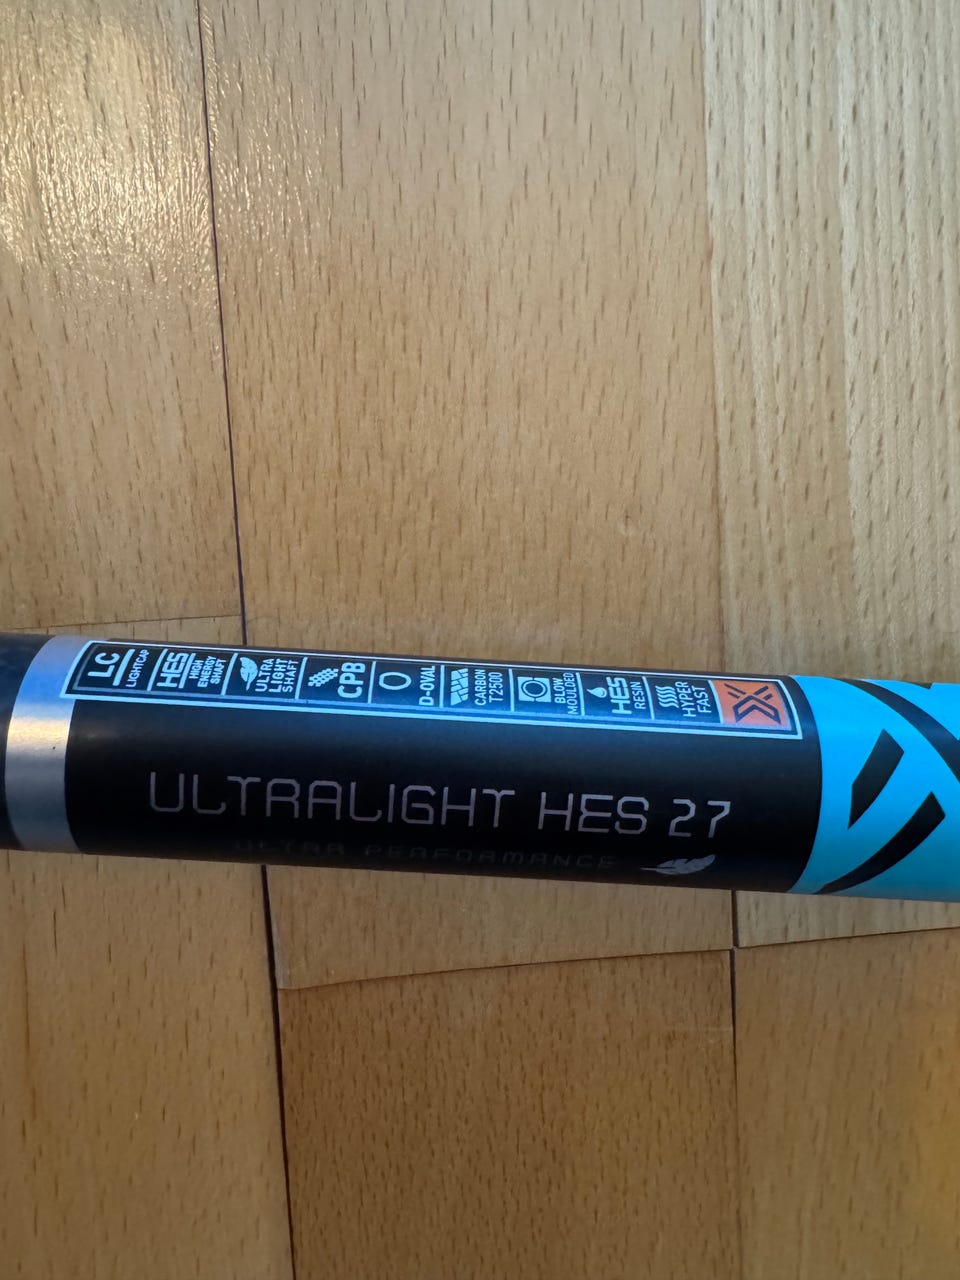 LC
LIGHTCAP
HES
HIGH
ENERGY
SHAFT
ULTRA
LIGHT
SHAFT
CPB
D-OVAL
CARBON
T2500
BLOW
MOULDED
HES
RESIN
HYPER
FAST
ULTRALIGHT HES 27
ULTRA PERFORMANCE